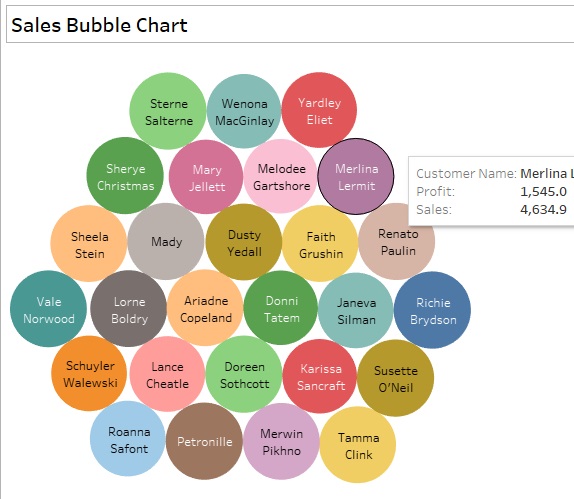 Sales Bubble Chart
Sterne
Salterne
Wenona
MacGinlay
Yardley
Eliet
Sherye
Christmas
Mary
Jellett
Melodee
Gartshore
Merlina
Lermit
Customer Name: Merlina L
Profit: 1,545.0
Sales: 4,634.9
Sheela
Stein
Mady
Dusty
Yedall
Faith
Grushin
Renato
Paulin
Vale
Norwood
Lorne
Boldry
Ariadne
Copeland
Donni
Tatem
Janeva
Silman
Richie
Brydson
Schuyler
Walewski
Lance
Cheatle
Doreen
Sothcott
Karissa
Sancraft
Susette
O’Neil
Roanna
Safont
Petronille
Merwin
Pikhno
Tamma
Clink